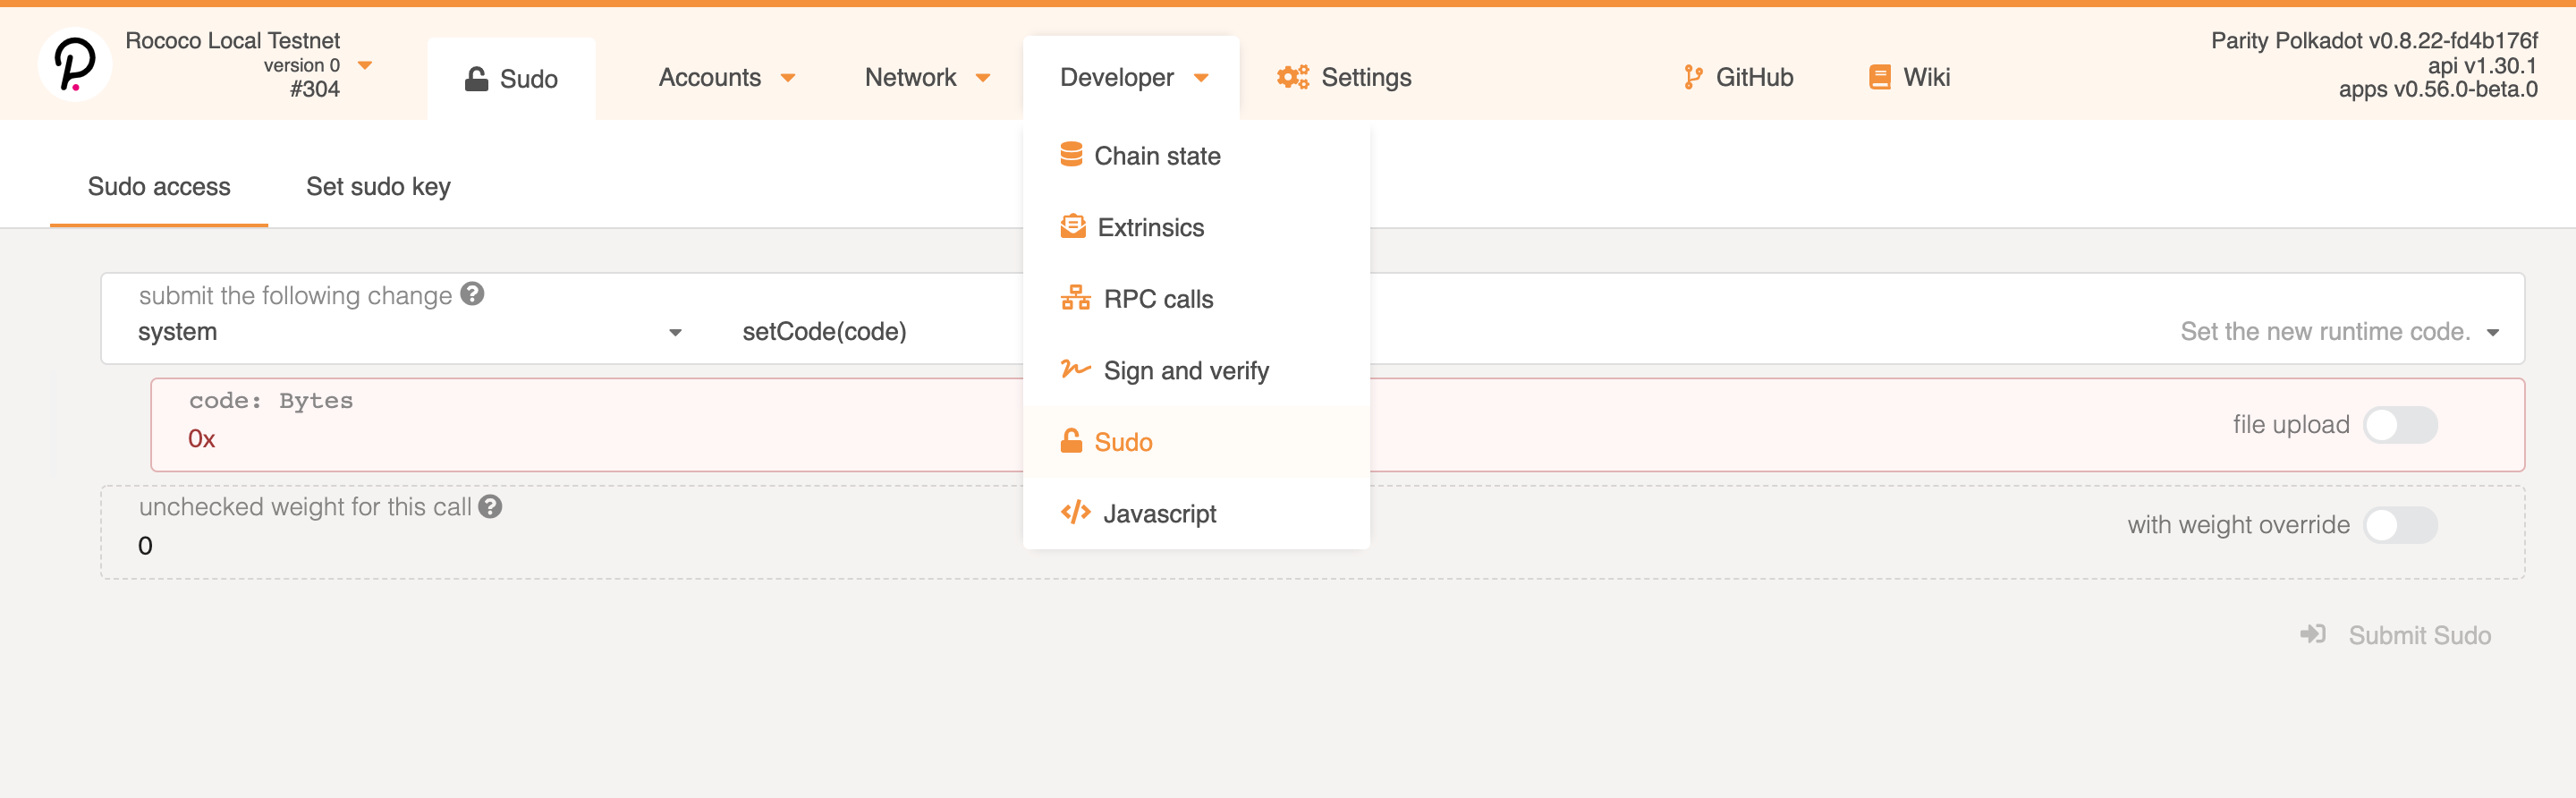 Rococo Local Testnet
version 0
#304
Sudo
Accounts
Network
Developer
Settings
GitHub
Wiki
Parity Polkadot v0.8.22-fd4b176f
api v1.30.1
apps v0.56.0-beta.0
Chain state
Extrinsics
RPC calls
Sign and verify
Sudo
Javascript
Sudo access
Set sudo key
submit the following change
system
setCode(code)
Set the new runtime code.
code: Bytes
0x
file upload
unchecked weight for this call
0
with weight override
Submit Sudo